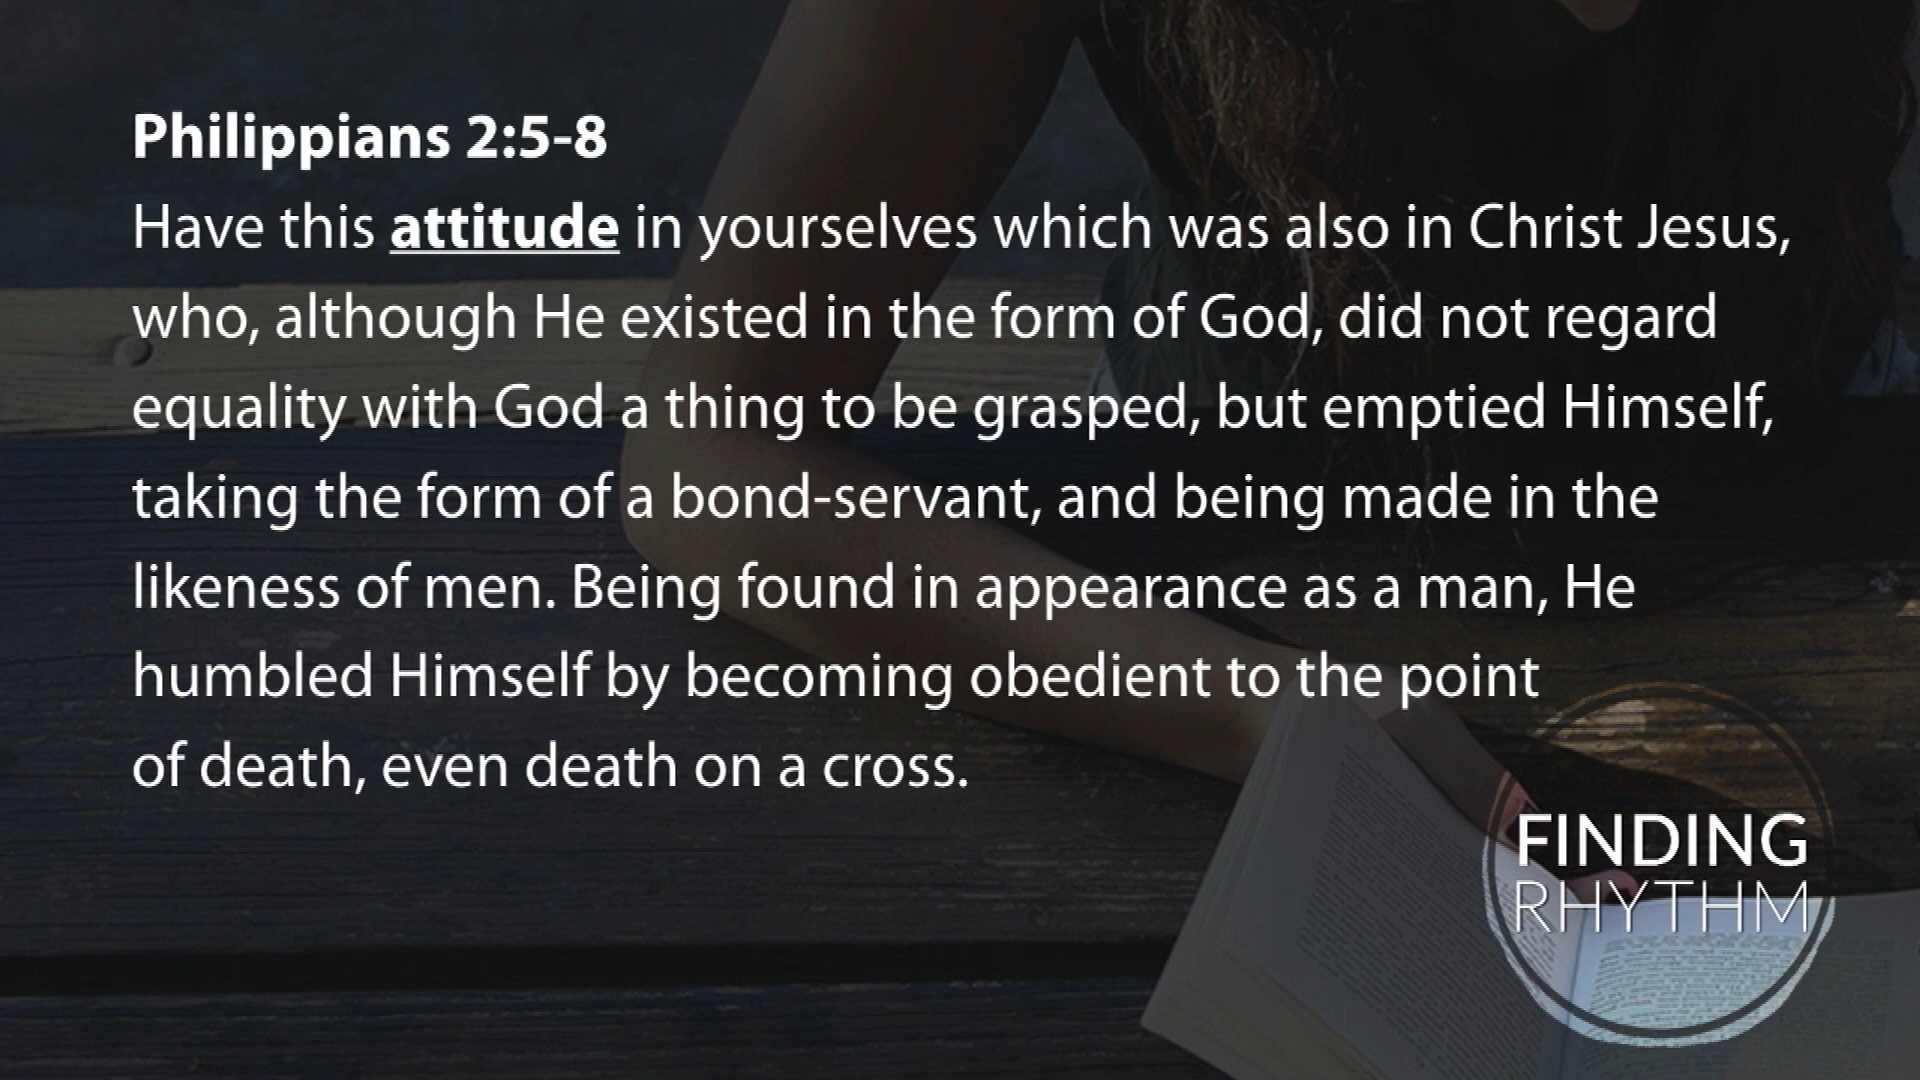 Philippians 2:5-8
Have this attitude in yourselves which was also in Christ Jesus,
who, although He existed in the form of God, did not regard
equality with God a thing to be grasped, but emptied Himself,
taking the form of a bond-servant, and being made in the
likeness of men. Being found in appearance as a man, He
humbled Himself by becoming obedient to the point
of death, even death on a cross.
FINDING
RHYTHM